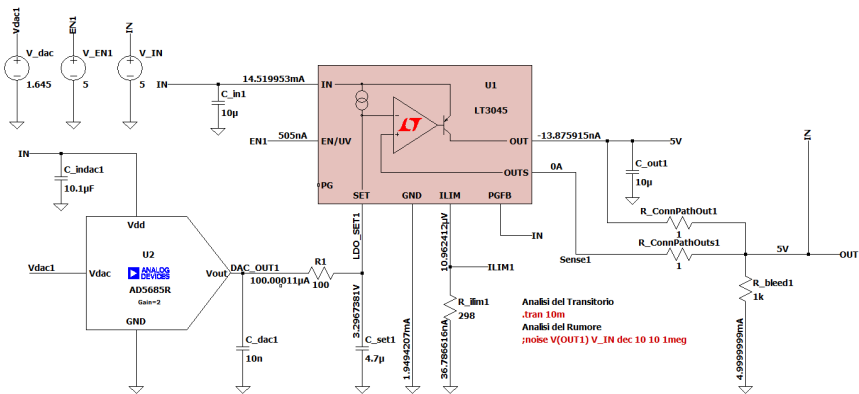 Vdac1
EN1
IN
V_dac
V_EN1
V_IN
1.645
5
5
IN
14.519953mA
C_in1
10µ
IN
U1
LT3045
EN1
505nA
EN/UV
OUT
-13.875915nA
5V
IN
OUTS
0A
C_out1
10µ
PG
SET
GND
ILIM
PGFB
IN
C_indac1
10.1µF
LDO_SET1
10.962412µV
R_ConnPathOut1
1
R_ConnPathOuts1
1
Sense1
5V
OUT
Vdd
U2
Vdac1
Vdac
ANALOG
DEVICES
AD5685R
Gain=2
Vout
GND
DAC_OUT1
100.00011µA
R1
100
3.2967381V
ILIM1
R_ilim1
298
R_bleed1
1k
C_dac1
10n
C_set1
4.7µ
1.9494207mA
36.786616nA
4.9999999mA
Analisi del Transitorio
.tran 10m
Analisi del Rumore
;noise V(OUT1) V_IN dec 10 10 1meg